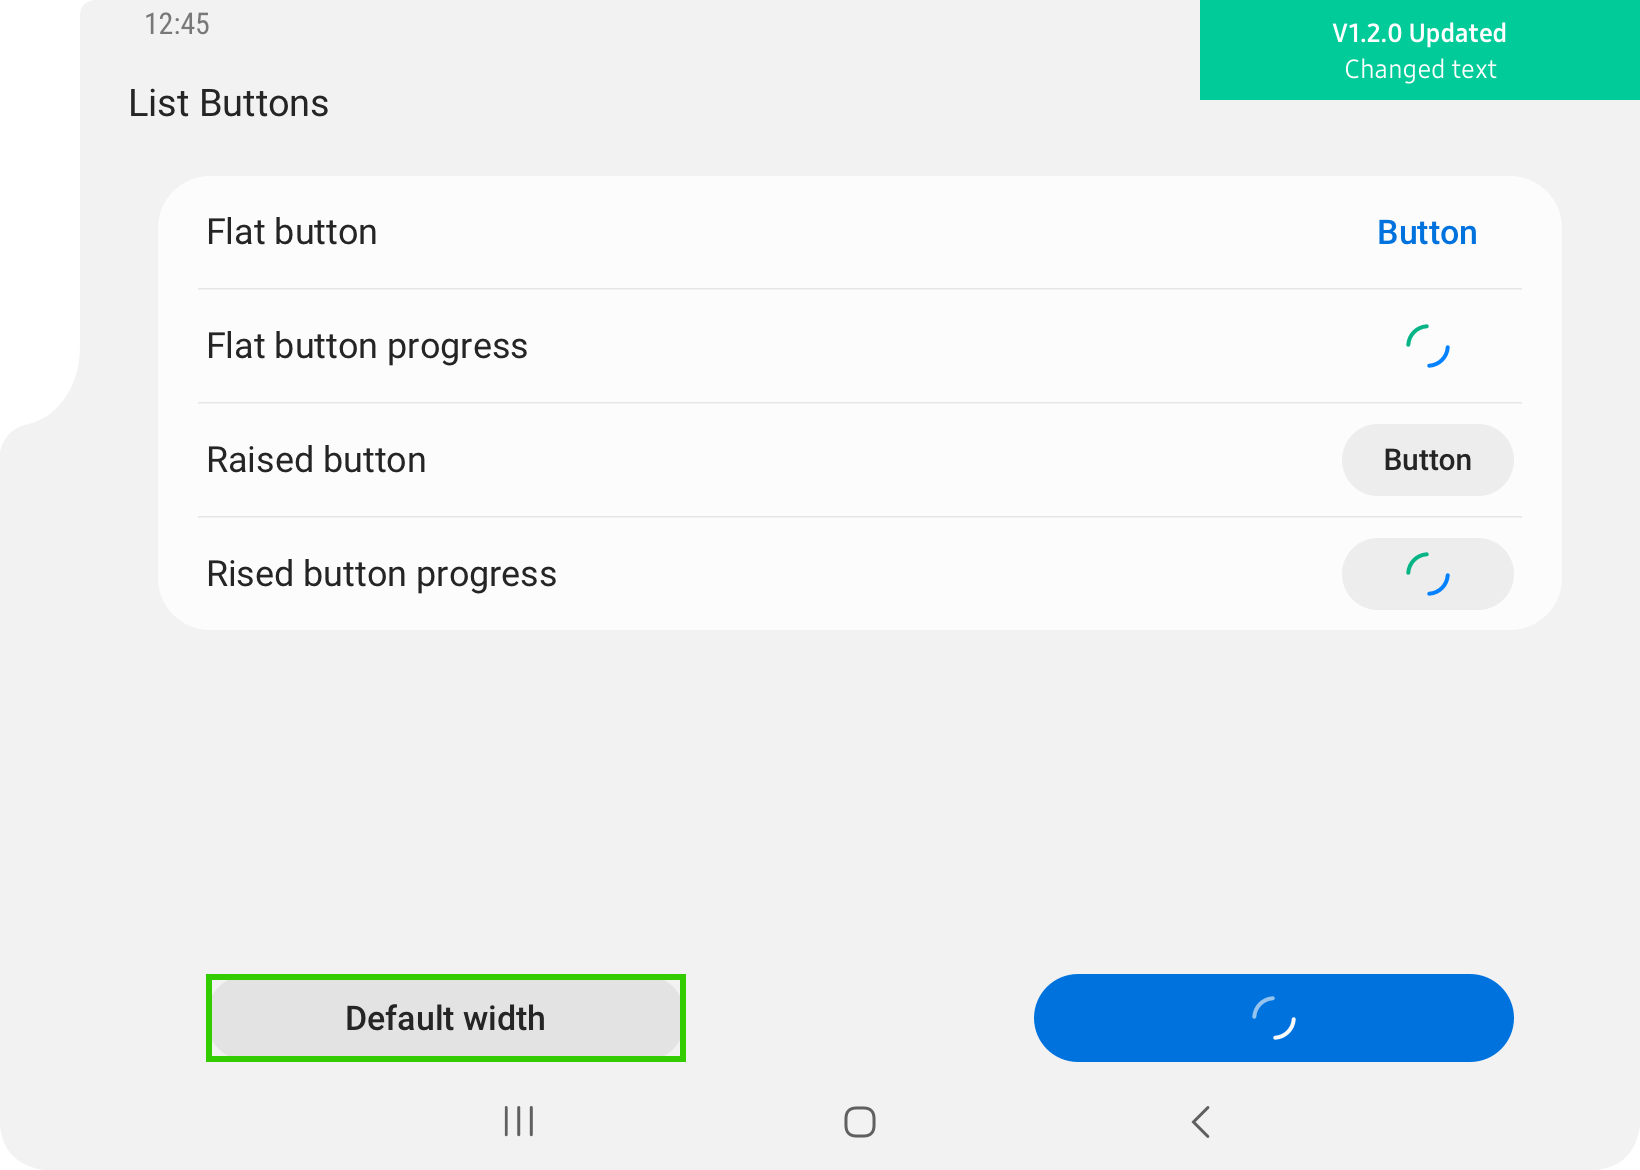 12:45
V1.2.0 Updated
Changed text
List Buttons
Flat button
Button
Flat button progress
Raised button
Button
Rised button progress
Default width